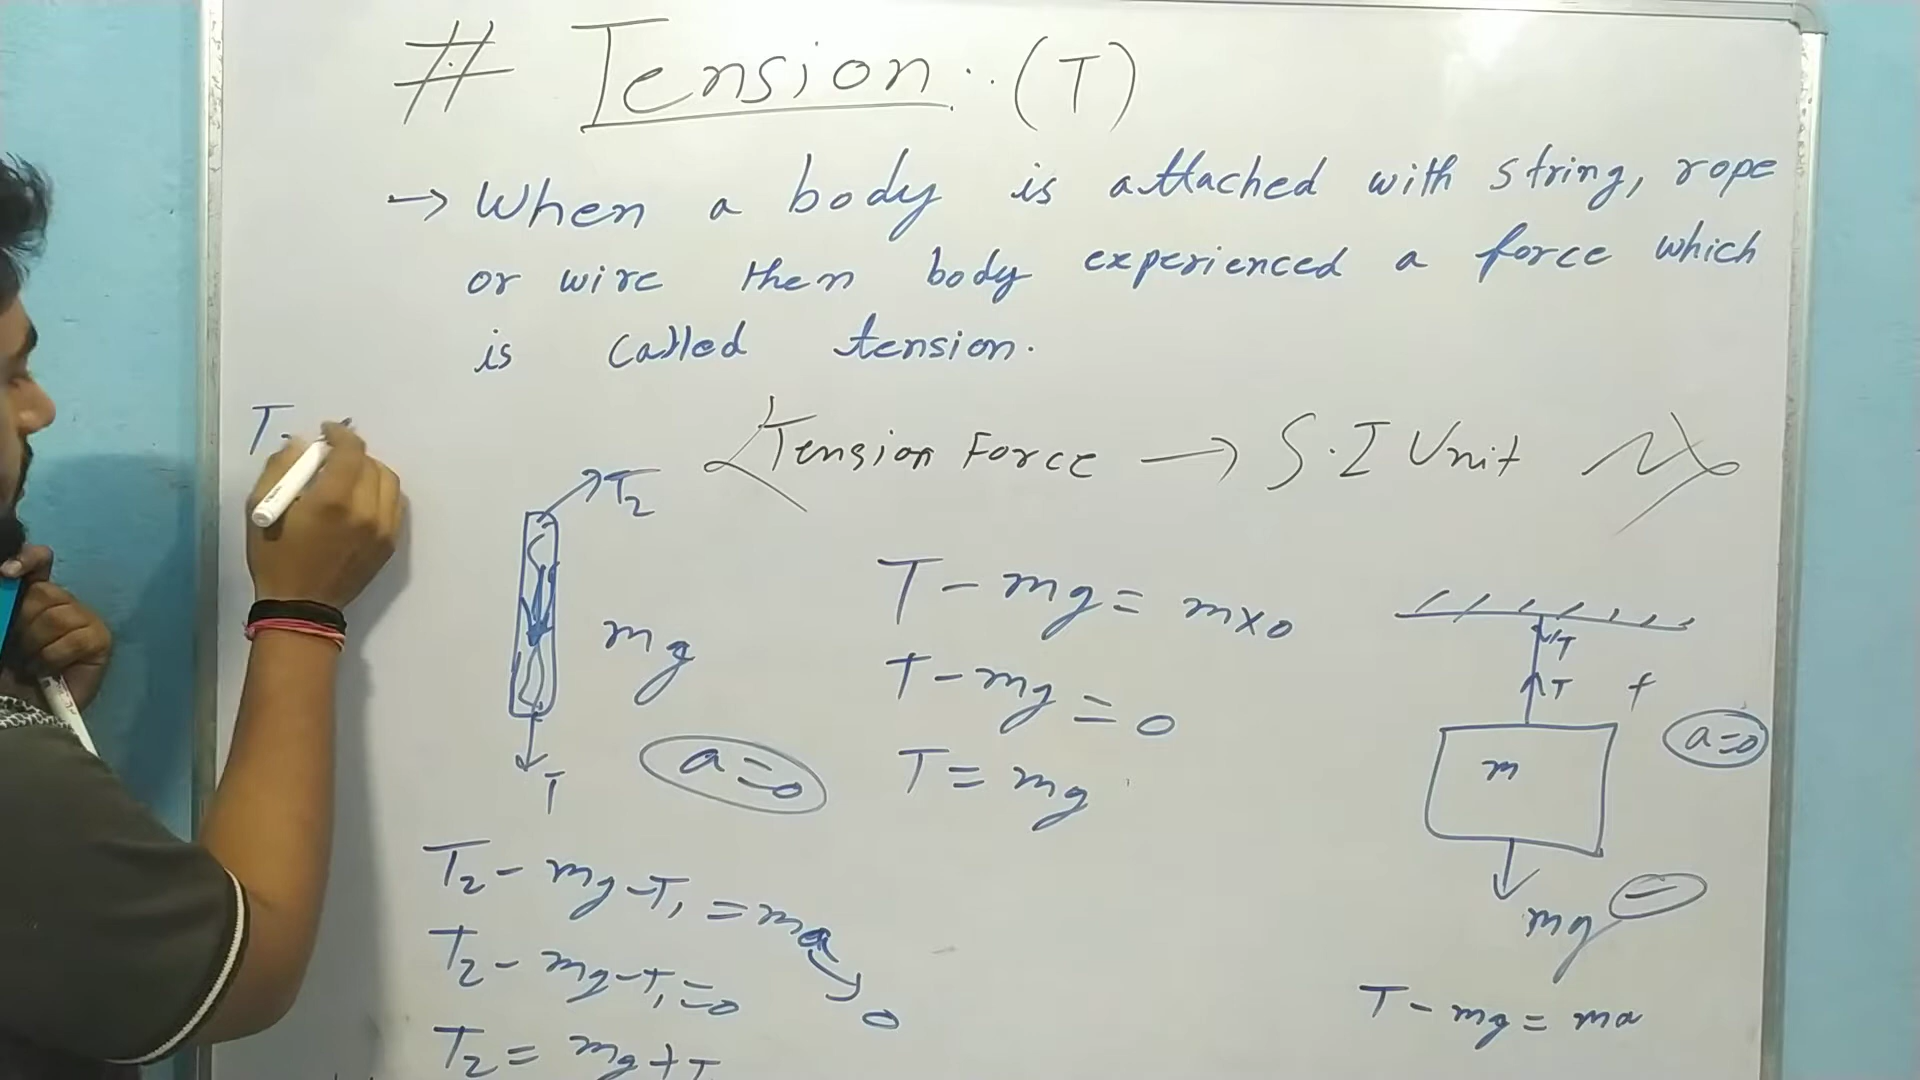 # Tension :- (T)
→ When a body is attached with string, rope
or wire then body experienced a force which
is called tension.
Tension Force → S.I Unit N
T
T2
mg
T
a=0
T2 - mg - T1 = ma
0
T2 - mg - T1 = 0
T2 = mg + T
T - mg = m×0
T - mg = 0
T = mg
T
T
+
a=0
m
mg -
T - mg = ma